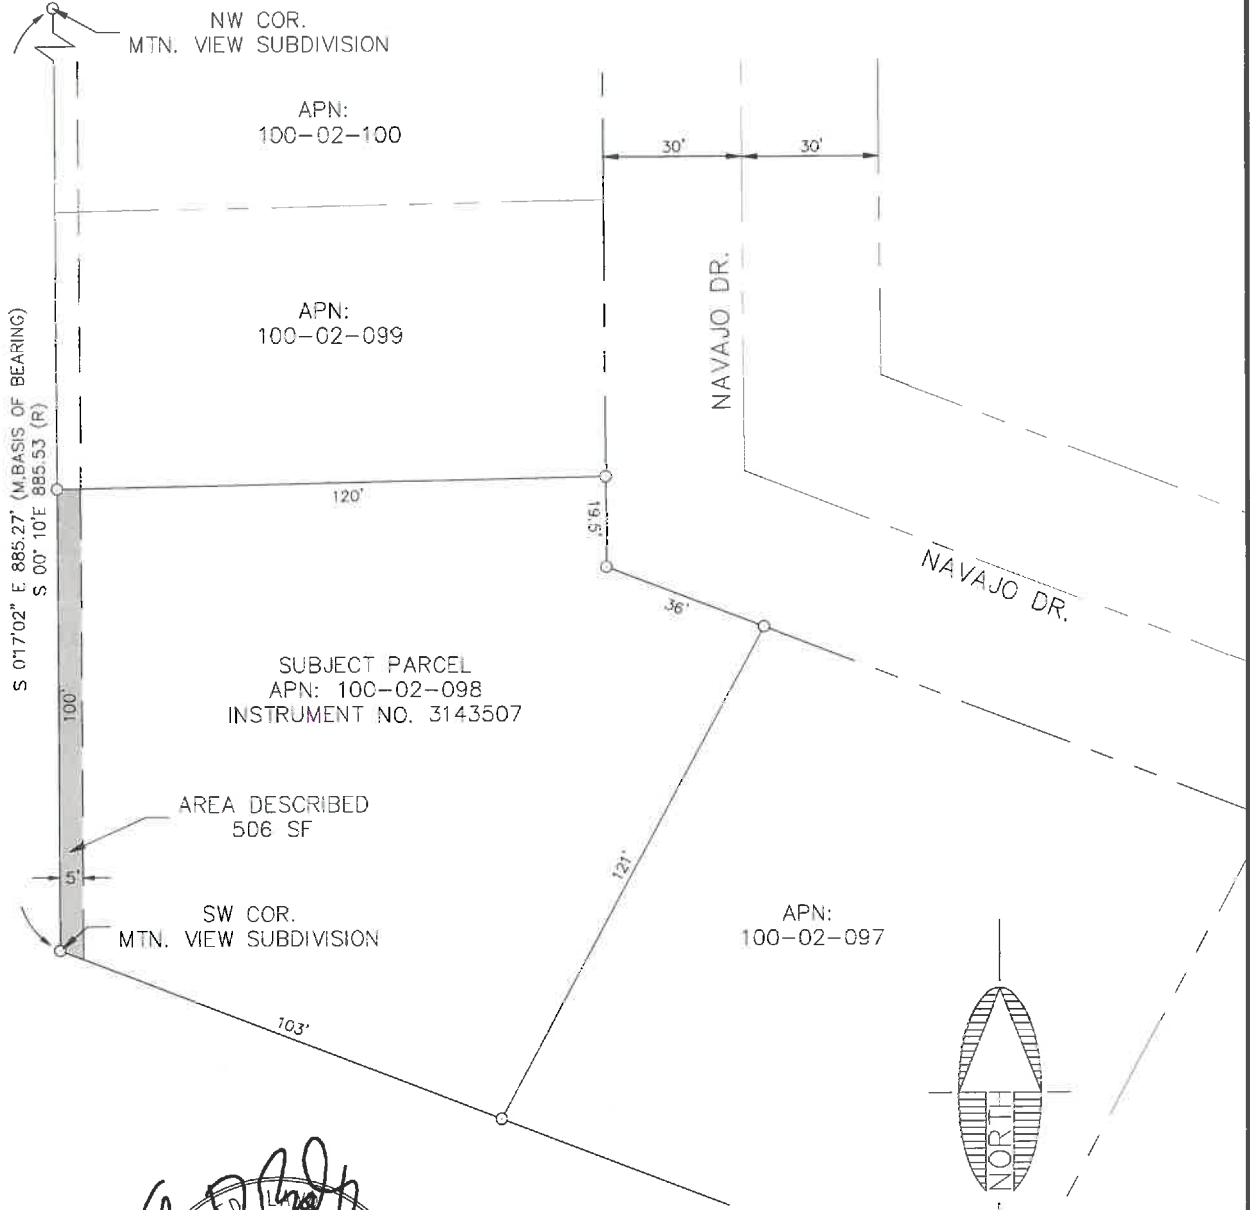 NW COR.
MTN. VIEW SUBDIVISION
APN:
100-02-100
30'
30'
APN:
100-02-099
NAVAJO DR.
S 0°17'02" E. 885.27' (M,BASIS OF BEARING)
S 00° 10'E 885.53 (R)
120'
19.5'
NAVAJO DR.
36'
SUBJECT PARCEL
APN: 100-02-098
INSTRUMENT NO. 3143507
100'
AREA DESCRIBED
506 SF
121'
5'
SW COR.
MTN. VIEW SUBDIVISION
APN:
100-02-097
103'
NORTH
LAND